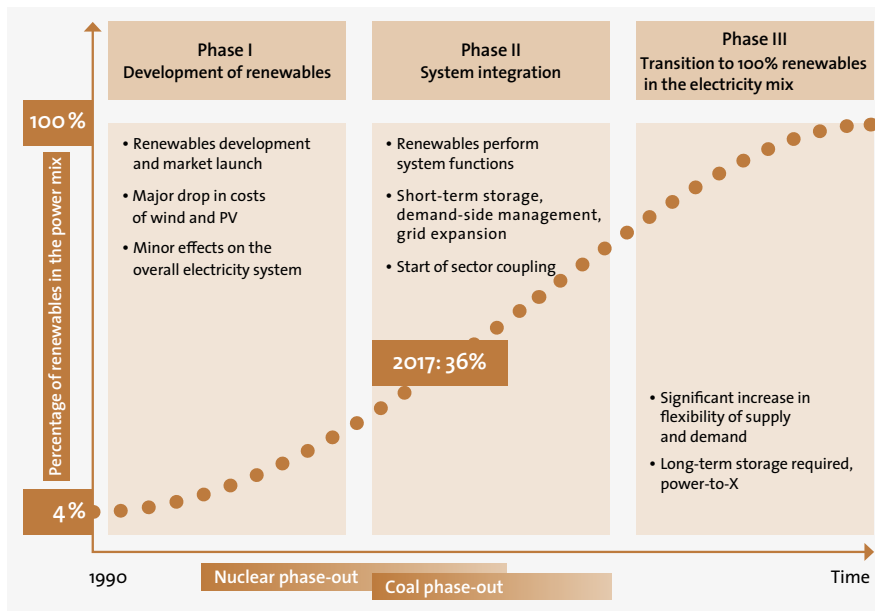 Phase I
Development of renewables
Phase II
System integration
Phase III
Transition to 100% renewables
in the electricity mix
100 %
Percentage of renewables in the power mix
4 %
• Renewables development
and market launch
• Major drop in costs
of wind and PV
• Minor effects on the
overall electricity system
• Renewables perform
system functions
• Short-term storage,
demand-side management,
grid expansion
• Start of sector coupling
2017: 36%
• Significant increase in
flexibility of supply
and demand
• Long-term storage required,
power-to-X
1990
Time
Nuclear phase-out
Coal phase-out